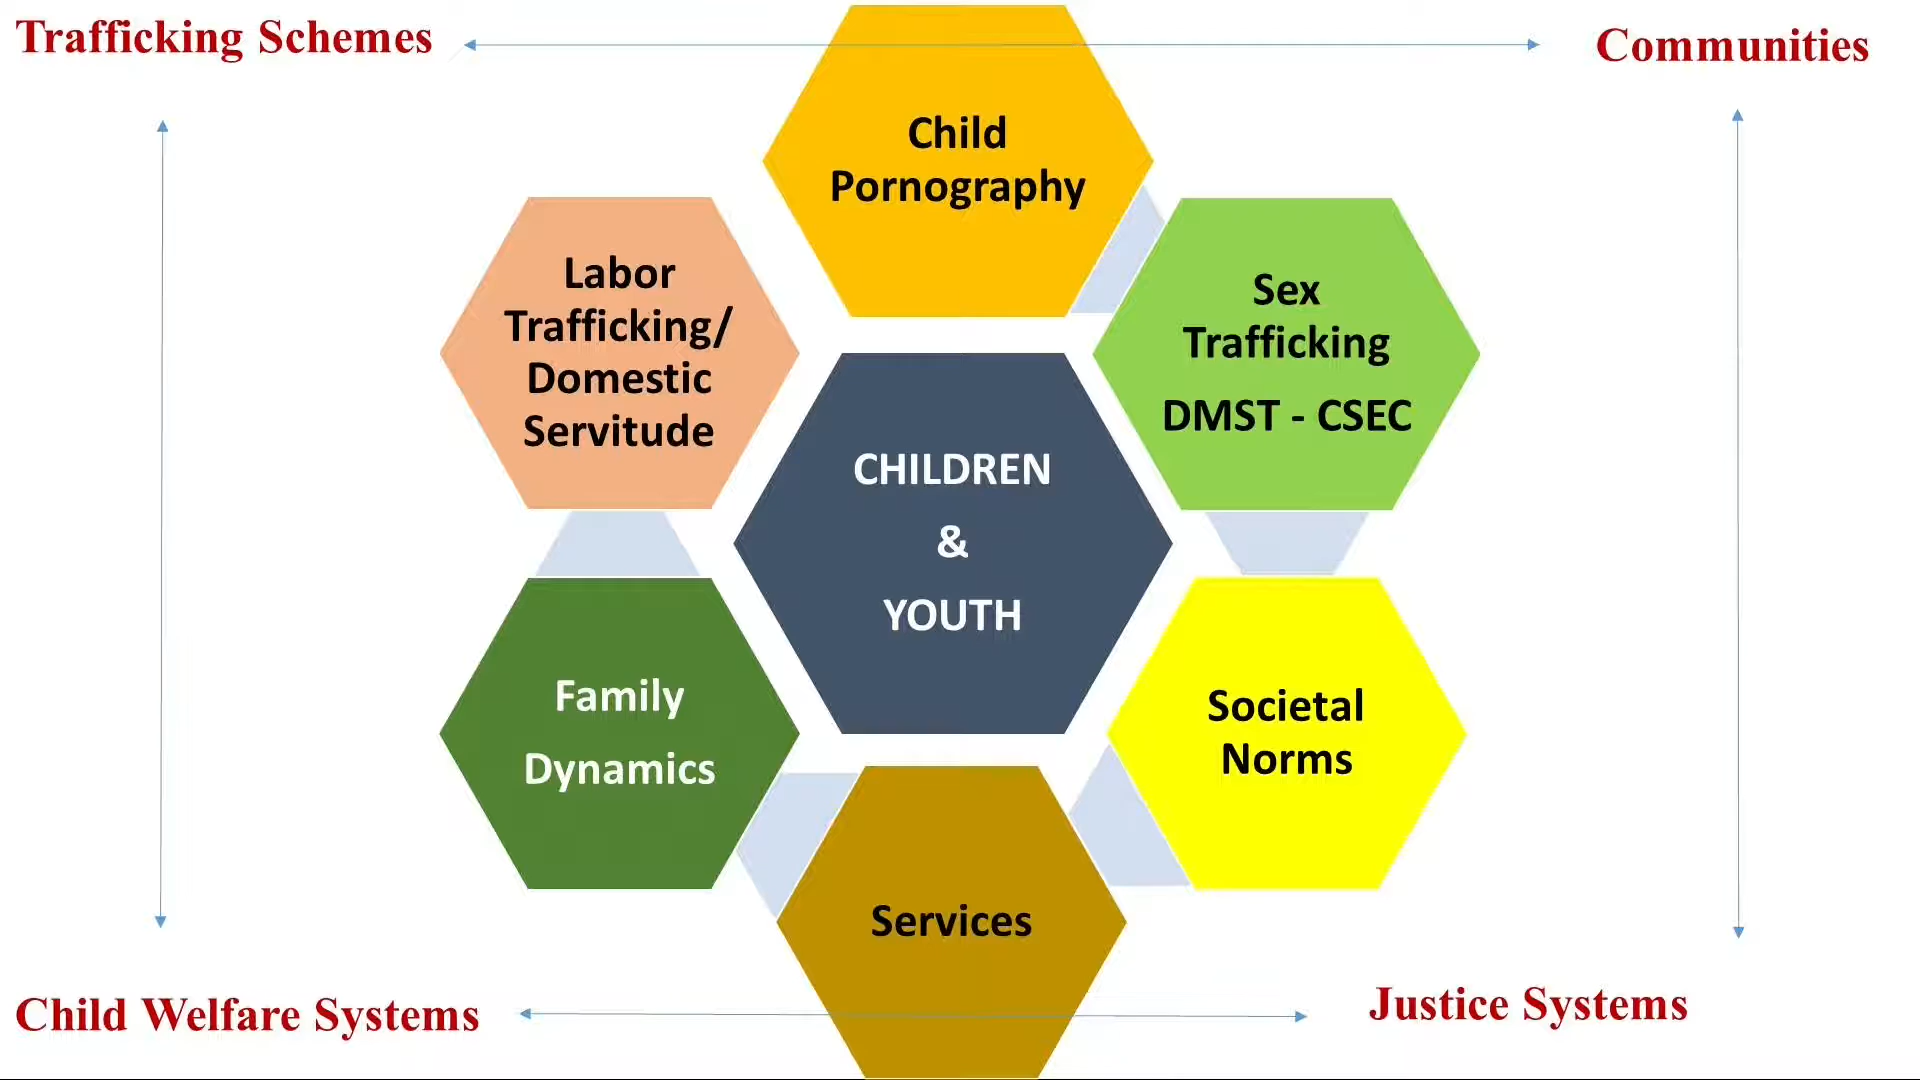 Trafficking Schemes
Communities
Child
Pornography
Labor
Trafficking/
Domestic
Servitude
Sex
Trafficking
DMST - CSEC
CHILDREN
&
YOUTH
Family
Dynamics
Societal
Norms
Services
Child Welfare Systems
Justice Systems